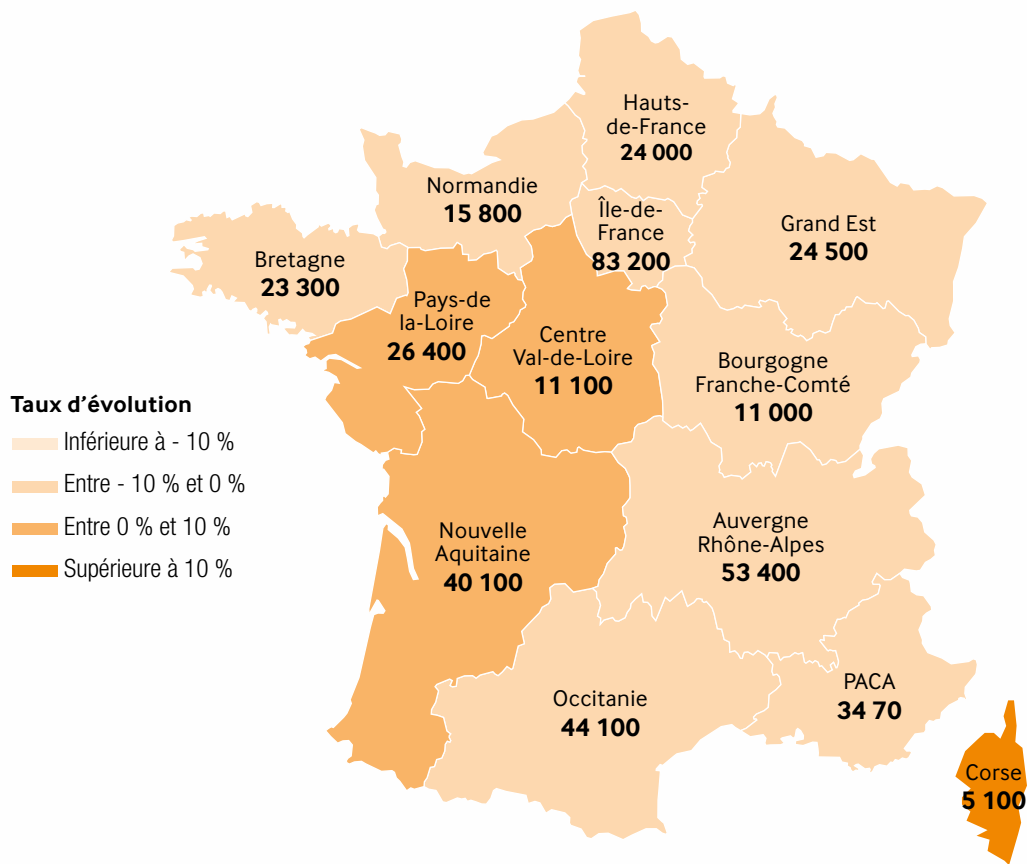 Hauts-
de-France
24 000
Normandie
15 800
Île-de-
France
83 200
Grand Est
24 500
Bretagne
23 300
Pays-de
la-Loire
26 400
Centre
Val-de-Loire
11 100
Bourgogne
Franche-Comté
11 000
Taux d'évolution
Inférieure à - 10 %
Entre - 10 % et 0 %
Entre 0 % et 10 %
Supérieure à 10 %
Nouvelle
Aquitaine
40 100
Auvergne
Rhône-Alpes
53 400
Occitanie
44 100
PACA
34 70
Corse
5 100